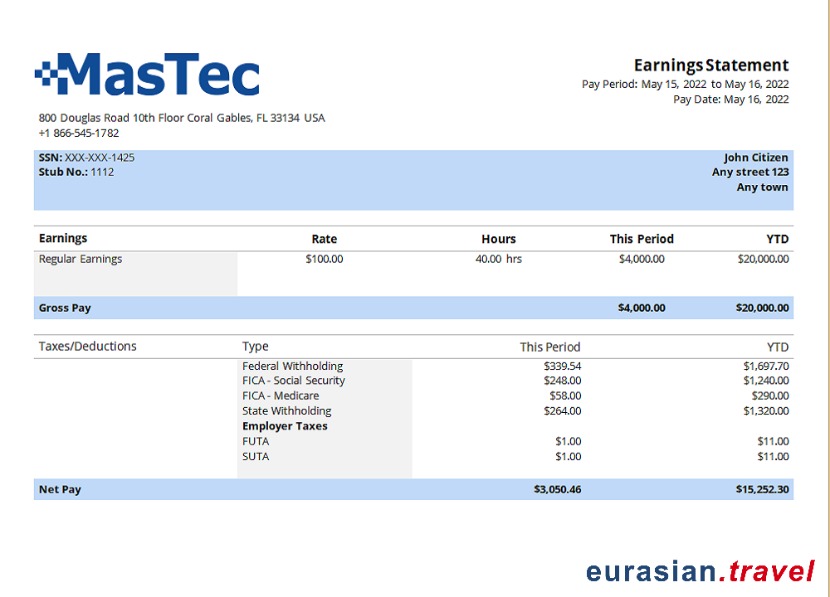 MasTec
Earnings Statement
Pay Period: May 15, 2022 to May 16, 2022
Pay Date: May 16, 2022
800 Douglas Road 10th Floor Coral Gables, FL 33134 USA
+1 866-545-1782
SSN: XXX-XXX-1425
Stub No.: 1112
John Citizen
Any street 123
Any town
Earnings Rate Hours This Period YTD
Regular Earnings $100.00 40.00 hrs $4,000.00 $20,000.00
Gross Pay $4,000.00 $20,000.00
Taxes/Deductions Type This Period YTD
Federal Withholding $339.54 $1,697.70
FICA - Social Security $248.00 $1,240.00
FICA - Medicare $58.00 $290.00
State Withholding $264.00 $1,320.00
Employer Taxes
FUTA $1.00 $11.00
SUTA $1.00 $11.00
Net Pay $3,050.46 $15,252.30
eurasian.travel